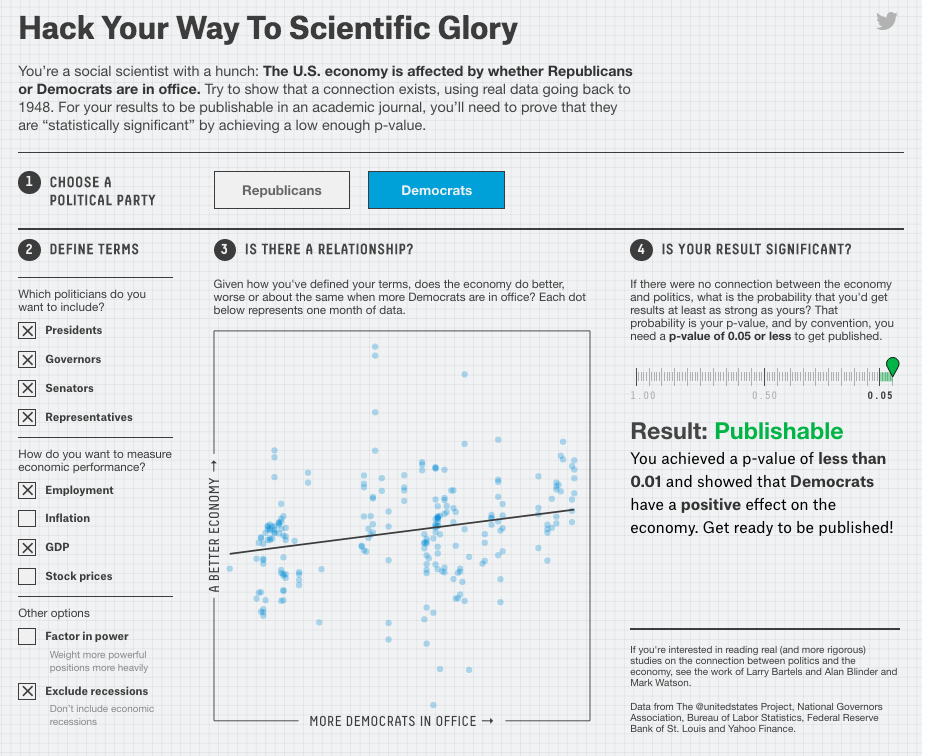 Hack Your Way To Scientific Glory
You're a social scientist with a hunch: The U.S. economy is affected by whether Republicans
or Democrats are in office. Try to show that a connection exists, using real data going back to
1948. For your results to be publishable in an academic journal, you'll need to prove that they
are “statistically significant” by achieving a low enough p-value.
1 CHOOSE A
POLITICAL PARTY
Republicans
Democrats
2 DEFINE TERMS
Which politicians do you
want to include?
Presidents
Governors
Senators
Representatives
How do you want to measure
economic performance?
Employment
Inflation
GDP
Stock prices
Other options
Factor in power
Weight more powerful
positions more heavily
Exclude recessions
Don't include economic
recessions
3 IS THERE A RELATIONSHIP?
Given how you've defined your terms, does the economy do better,
worse or about the same when more Democrats are in office? Each dot
below represents one month of data.
A BETTER ECONOMY →
MORE DEMOCRATS IN OFFICE →
4 IS YOUR RESULT SIGNIFICANT?
If there were no connection between the economy
and politics, what is the probability that you'd get
results at least as strong as yours? That
probability is your p-value, and by convention, you
need a p-value of 0.05 or less to get published.
1.00 0.50 0.05
Result: Publishable
You achieved a p-value of less than
0.01 and showed that Democrats
have a positive effect on the
economy. Get ready to be published!
If you're interested in reading real (and more rigorous)
studies on the connection between politics and the
economy, see the work of Larry Bartels and Alan Blinder and
Mark Watson.
Data from The @unitedstates Project, National Governors
Association, Bureau of Labor Statistics, Federal Reserve
Bank of St. Louis and Yahoo Finance.